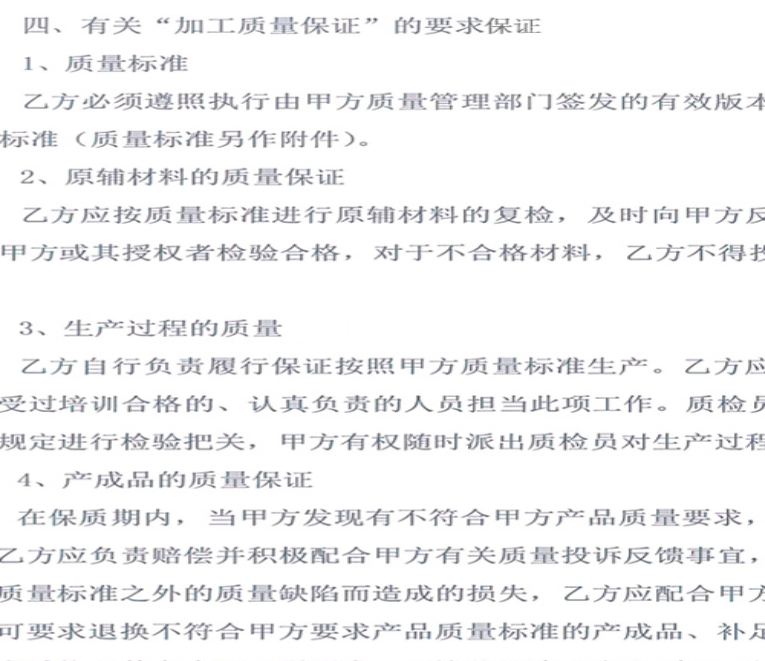 四、有关“加工质量保证”的要求保证
1、质量标准
乙方必须遵照执行由甲方质量管理部门签发的有效版本
标准（质量标准另作附件）。
2、原辅材料的质量保证
乙方应按质量标准进行原辅材料的复检，及时向甲方反
甲方或其授权者检验合格，对于不合格材料，乙方不得投
3、生产过程的质量
乙方自行负责履行保证按照甲方质量标准生产。乙方应
受过培训合格的、认真负责的人员担当此项工作。质检员
规定进行检验把关，甲方有权随时派出质检员对生产过程
4、产成品的质量保证
在保质期内，当甲方发现有不符合甲方产品质量要求，
乙方应负责赔偿并积极配合甲方有关质量投诉反馈事宜，
质量标准之外的质量缺陷而造成的损失，乙方应配合甲方
可要求退换不符合甲方要求产品质量标准的产成品、补足